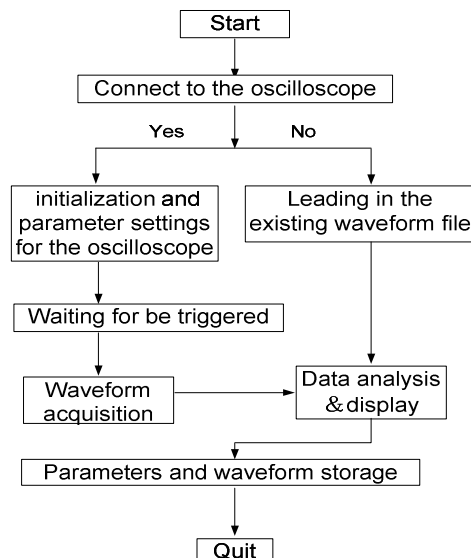 Start
Connect to the oscilloscope
Yes
No
initialization and
parameter settings
for the oscilloscope
Leading in the
existing waveform file
Waiting for be triggered
Waveform
acquisition
Data analysis
&display
Parameters and waveform storage
Quit